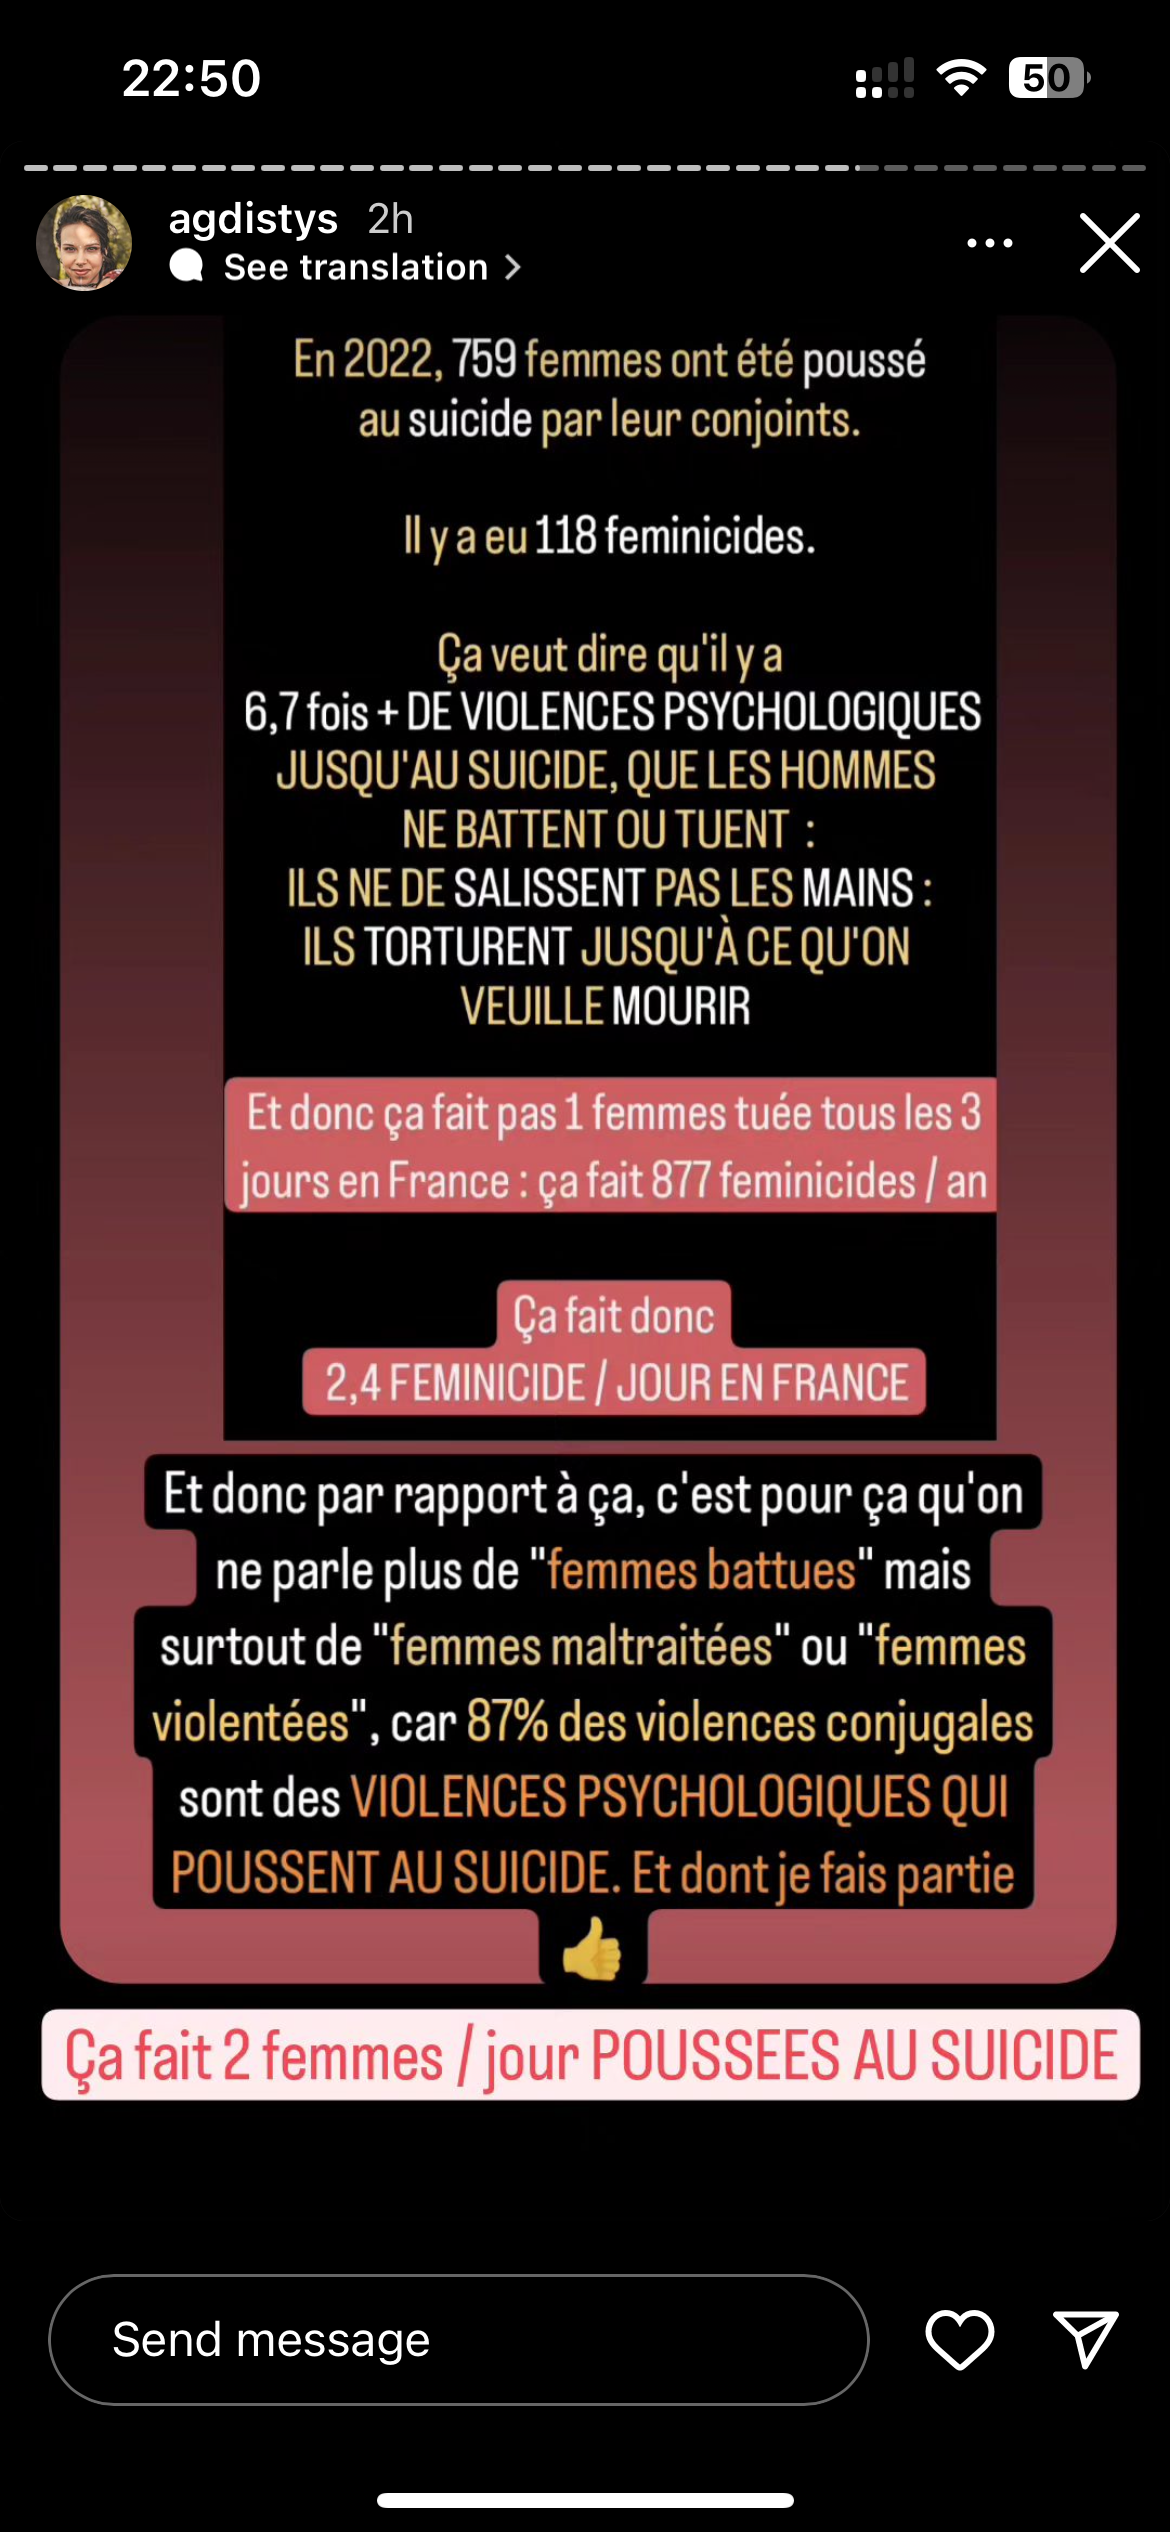 22:50
50
agdistys 2h
See translation >
En 2022, 759 femmes ont été poussé
au suicide par leur conjoints.
Il y a eu 118 feminicides.
Ça veut dire qu'il y a
6,7 fois + DE VIOLENCES PSYCHOLOGIQUES
JUSQU'AU SUICIDE, QUE LES HOMMES
NE BATTENT OU TUENT :
ILS NE DE SALISSENT PAS LES MAINS :
ILS TORTURENT JUSQU'À CE QU'ON
VEUILLE MOURIR
Et donc ça fait pas 1 femmes tuée tous les 3
jours en France : ça fait 877 feminicides / an
Ça fait donc
2,4 FEMINICIDE / JOUR EN FRANCE
Et donc par rapport à ça, c'est pour ça qu'on
ne parle plus de "femmes battues" mais
surtout de "femmes maltraitées" ou "femmes
violentées", car 87% des violences conjugales
sont des VIOLENCES PSYCHOLOGIQUES QUI
POUSSENT AU SUICIDE. Et dont je fais partie
👍
Ça fait 2 femmes / jour POUSSEES AU SUICIDE
Send message